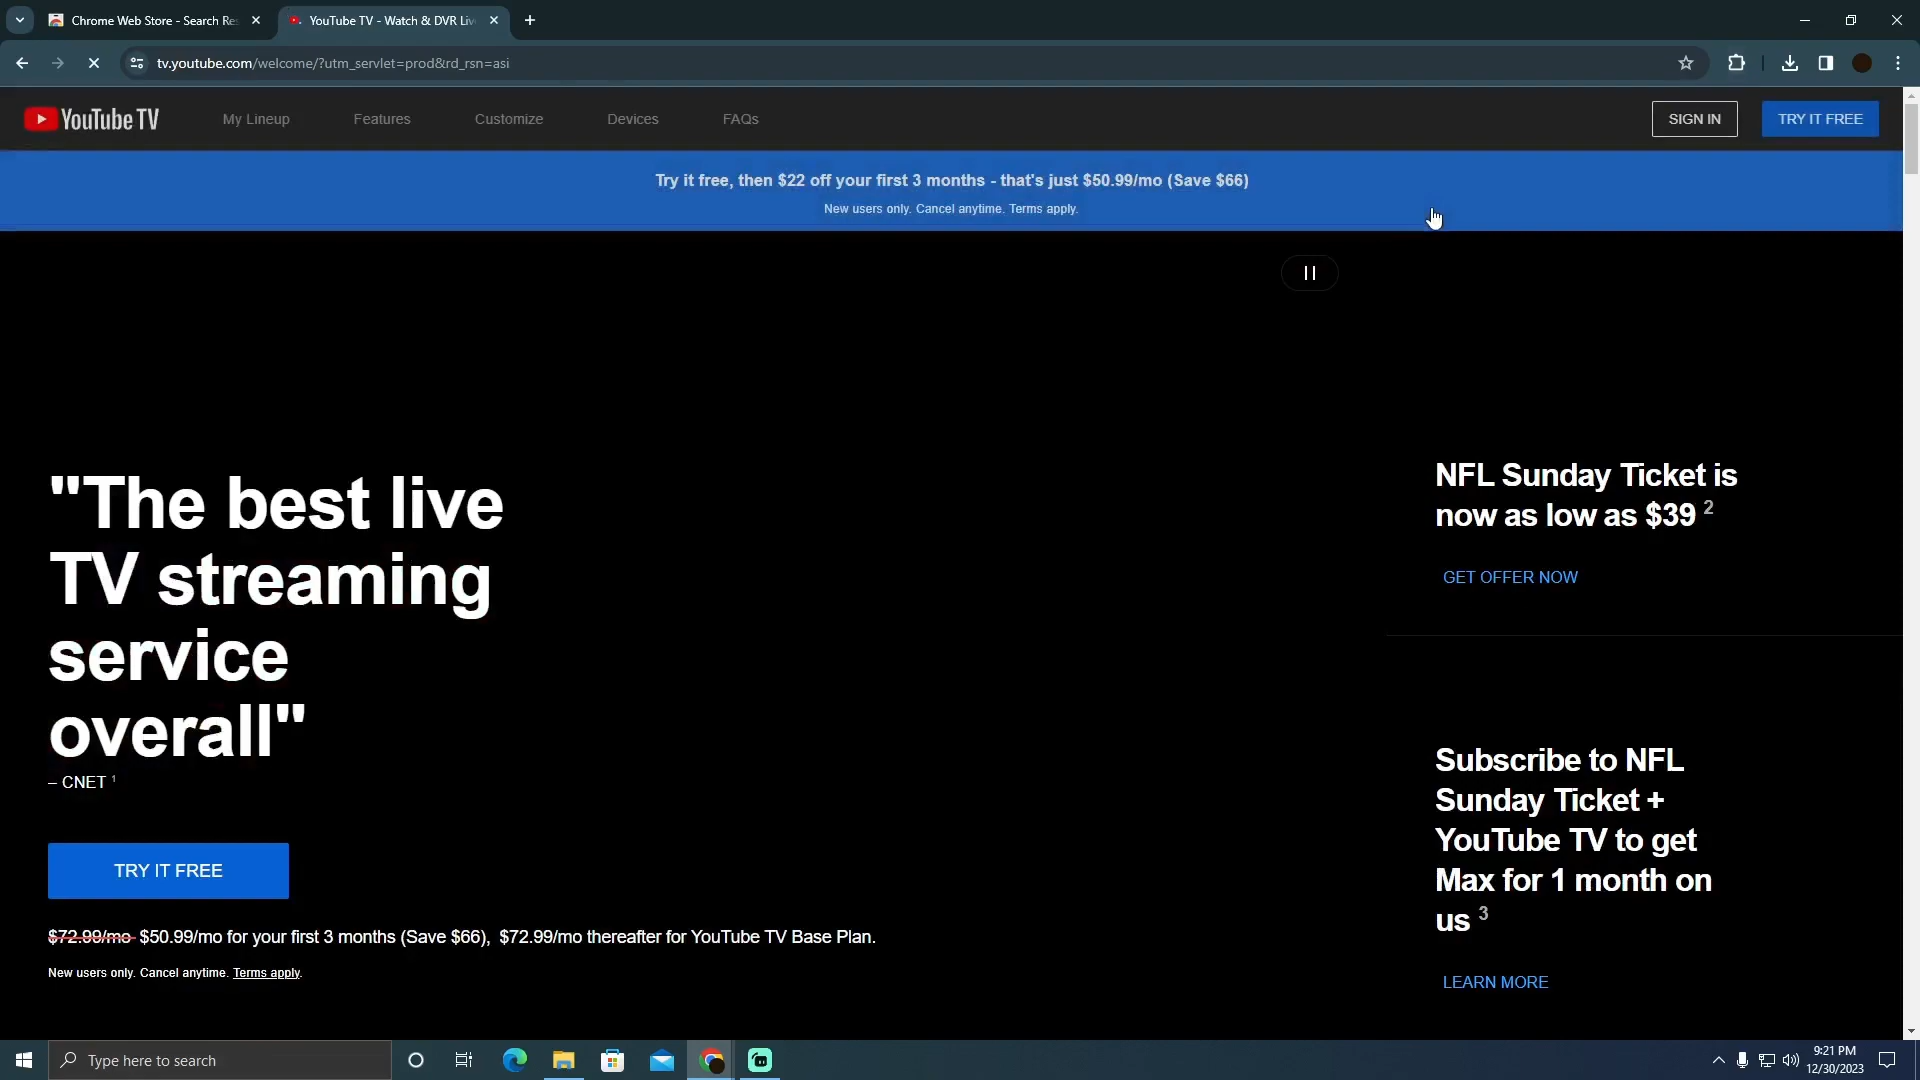 Chrome Web Store - Search Res
YouTube TV - Watch & DVR Liv
tv.youtube.com/welcome/?utm_servlet=prod&rd_rsn=asi
YouTube TV
My Lineup
Features
Customize
Devices
FAQs
SIGN IN
TRY IT FREE
Try it free, then $22 off your first 3 months - that's just $50.99/mo (Save $66)
New users only. Cancel anytime. Terms apply.
"The best live
TV streaming
service
overall"
– CNET 1
TRY IT FREE
$72.99/mo $50.99/mo for your first 3 months (Save $66), $72.99/mo thereafter for YouTube TV Base Plan.
New users only. Cancel anytime. Terms apply.
NFL Sunday Ticket is
now as low as $39 2
GET OFFER NOW
Subscribe to NFL
Sunday Ticket +
YouTube TV to get
Max for 1 month on
us 3
LEARN MORE
Type here to search
9:21 PM
12/30/2023